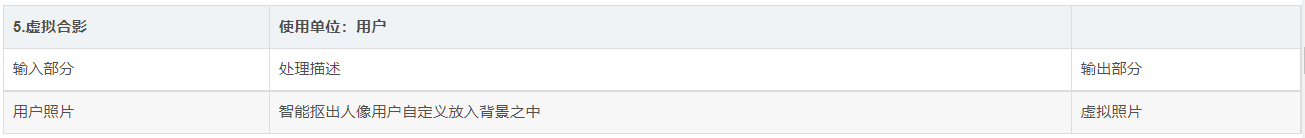 5.虚拟合影 使用单位：用户
输入部分 处理描述 输出部分
用户照片 智能抠出人像用户自定义放入背景之中 虚拟照片